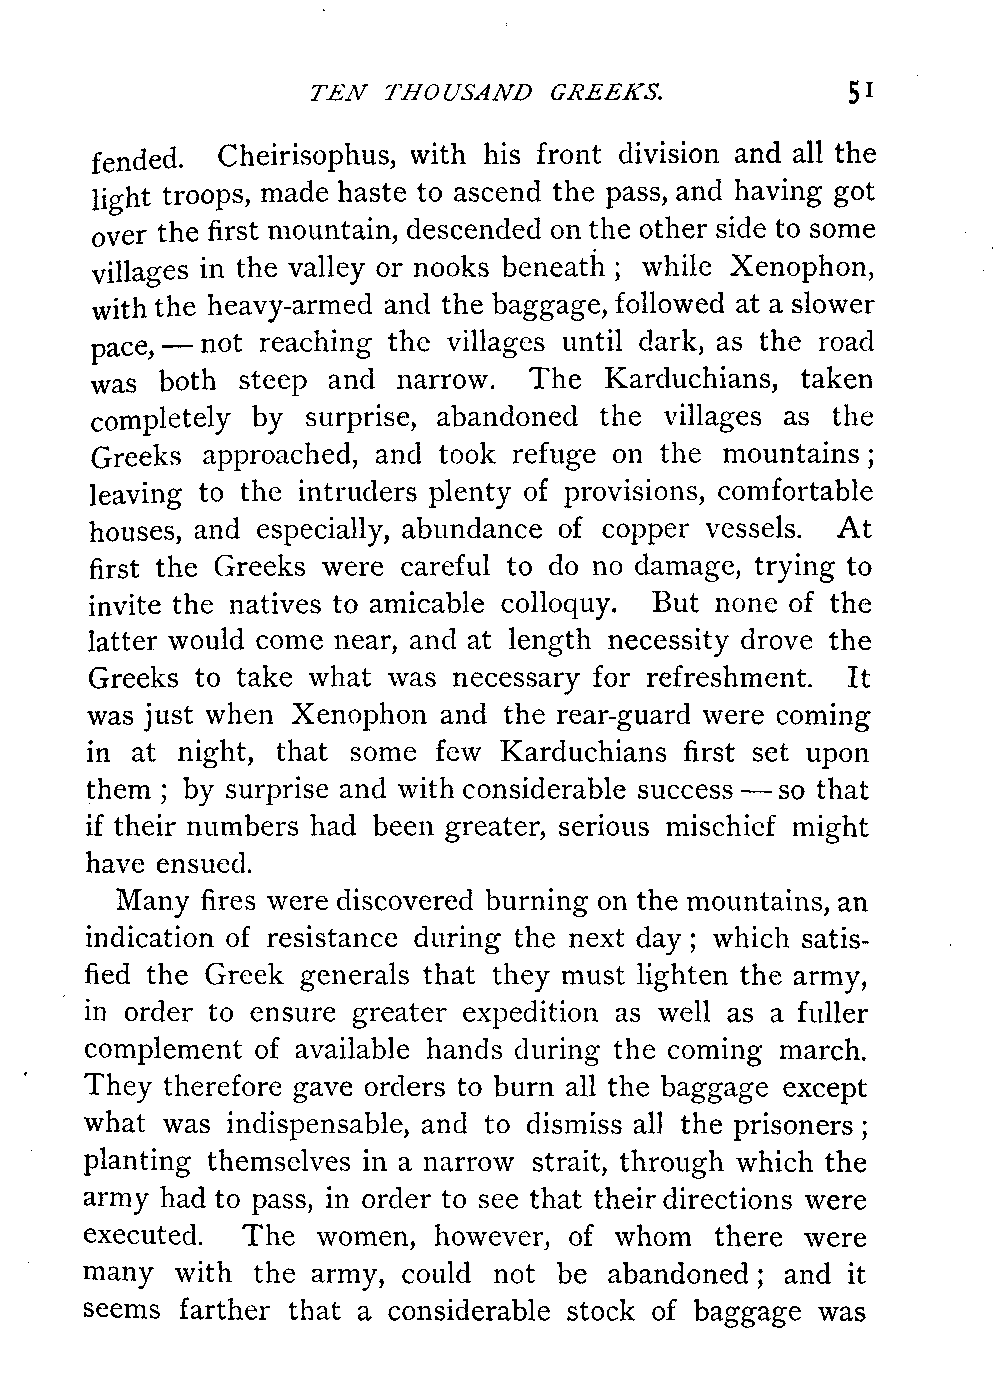 TEN THOUSAND GREEKS. 51
fended. Cheirisophus, with his front division and all the
light troops, made haste to ascend the pass, and having got
over the first mountain, descended on the other side to some
villages in the valley or nooks beneath ; while Xenophon,
with the heavy-armed and the baggage, followed at a slower
pace, — not reaching the villages until dark, as the road
was both steep and narrow. The Karduchians, taken
completely by surprise, abandoned the villages as the
Greeks approached, and took refuge on the mountains ;
leaving to the intruders plenty of provisions, comfortable
houses, and especially, abundance of copper vessels. At
first the Greeks were careful to do no damage, trying to
invite the natives to amicable colloquy. But none of the
latter would come near, and at length necessity drove the
Greeks to take what was necessary for refreshment. It
was just when Xenophon and the rear-guard were coming
in at night, that some few Karduchians first set upon
them ; by surprise and with considerable success — so that
if their numbers had been greater, serious mischief might
have ensued.
Many fires were discovered burning on the mountains, an
indication of resistance during the next day ; which satis-
fied the Greek generals that they must lighten the army,
in order to ensure greater expedition as well as a fuller
complement of available hands during the coming march.
They therefore gave orders to burn all the baggage except
what was indispensable, and to dismiss all the prisoners ;
planting themselves in a narrow strait, through which the
army had to pass, in order to see that their directions were
executed. The women, however, of whom there were
many with the army, could not be abandoned ; and it
seems farther that a considerable stock of baggage was